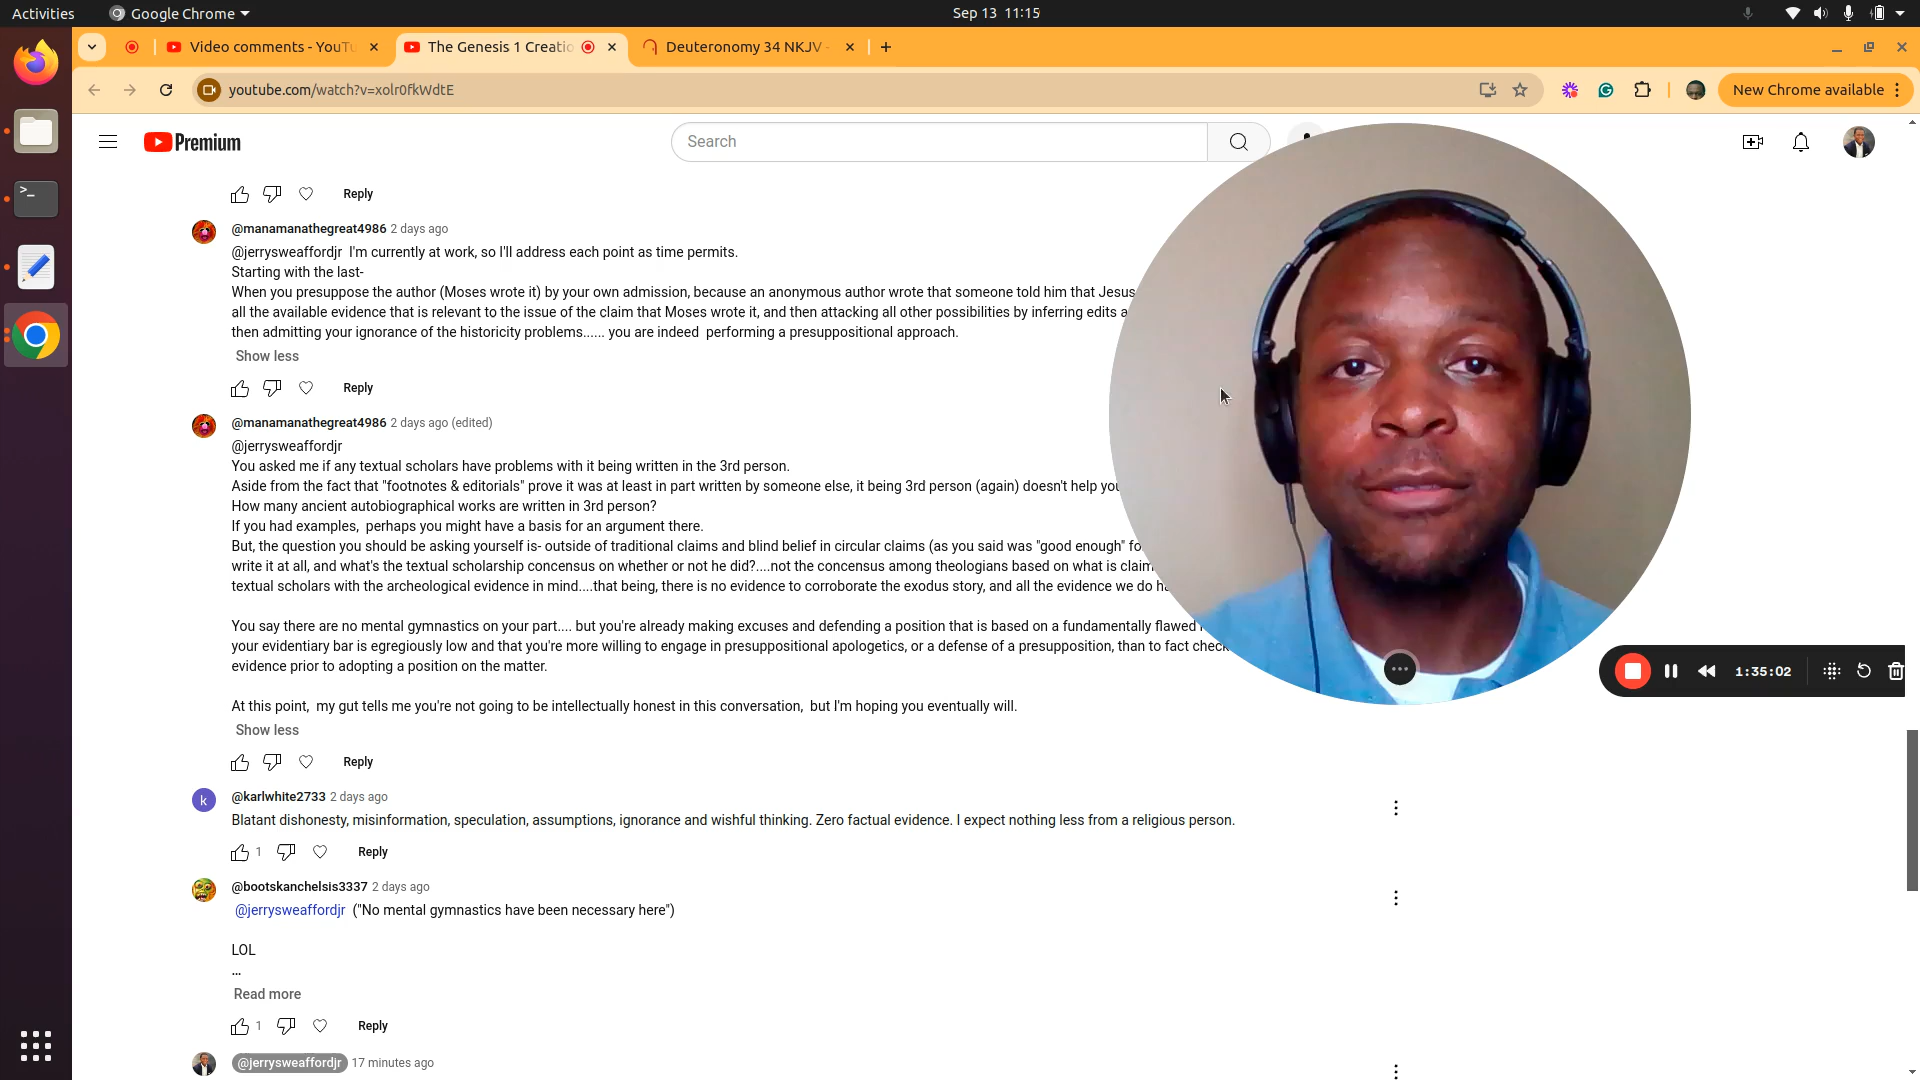 Activities
Google Chrome
Sep 13 11:15
Video comments - YouTu
The Genesis 1 Creatio
Deuteronomy 34 NKJV -
youtube.com/watch?v=xolr0fkWdtE
New Chrome available
Premium
Search
Reply
@manamanathegreat4986 2 days ago
@jerrysweaffordjr I'm currently at work, so I'll address each point as time permits.
Starting with the last-
When you presuppose the author (Moses wrote it) by your own admission, because an anonymous author wrote that someone told him that Jesus
all the available evidence that is relevant to the issue of the claim that Moses wrote it, and then attacking all other possibilities by inferring edits a
then admitting your ignorance of the historicity problems...... you are indeed performing a presuppositional approach.
Show less
Reply
@manamanathegreat4986 2 days ago (edited)
@jerrysweaffordjr
You asked me if any textual scholars have problems with it being written in the 3rd person.
Aside from the fact that "footnotes & editorials" prove it was at least in part written by someone else, it being 3rd person (again) doesn't help you
How many ancient autobiographical works are written in 3rd person?
If you had examples, perhaps you might have a basis for an argument there.
But, the question you should be asking yourself is- outside of traditional claims and blind belief in circular claims (as you said was "good enough" fo
write it at all, and what's the textual scholarship concensus on whether or not he did?....not the concensus among theologians based on what is claim
textual scholars with the archeological evidence in mind....that being, there is no evidence to corroborate the exodus story, and all the evidence we do ha
You say there are no mental gymnastics on your part.... but you're already making excuses and defending a position that is based on a fundamentally flawed
your evidentiary bar is egregiously low and that you're more willing to engage in presuppositional apologetics, or a defense of a presupposition, than to fact check
evidence prior to adopting a position on the matter.
At this point, my gut tells me you're not going to be intellectually honest in this conversation, but I'm hoping you eventually will.
Show less
Reply
1:35:02
k
@karlwhite2733 2 days ago
Blatant dishonesty, misinformation, speculation, assumptions, ignorance and wishful thinking. Zero factual evidence. I expect nothing less from a religious person.
1 Reply
@bootskanchelsis3337 2 days ago
@jerrysweaffordjr ("No mental gymnastics have been necessary here")
LOL
...
Read more
1 Reply
@jerrysweaffordjr 17 minutes ago